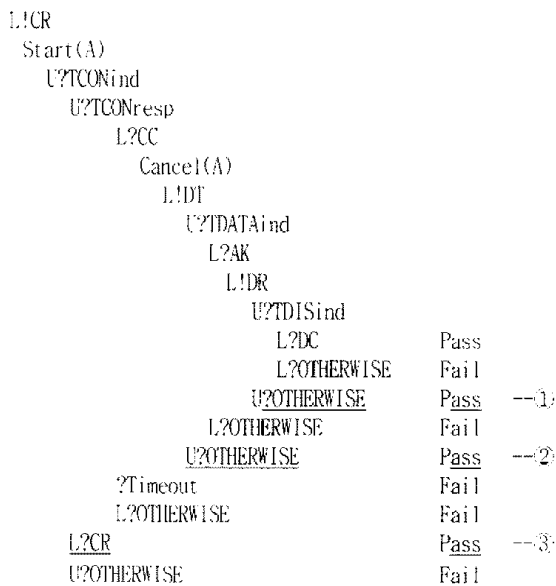 L!CR
Start(A)
U?TCONind
U?TCONresp
L?CC
Cancel(A)
L!DT
U?TDATAind
L?AK
L!DR
U?TDISind
L?DC Pass
L?OTHERWISE Fail
U?OTHERWISE Pass --①
L?OTHERWISE Fail
U?OTHERWISE Pass --②
?Timeout Fail
L?OTHERWISE Fail
L?CR Pass --③
U?OTHERWISE Fail